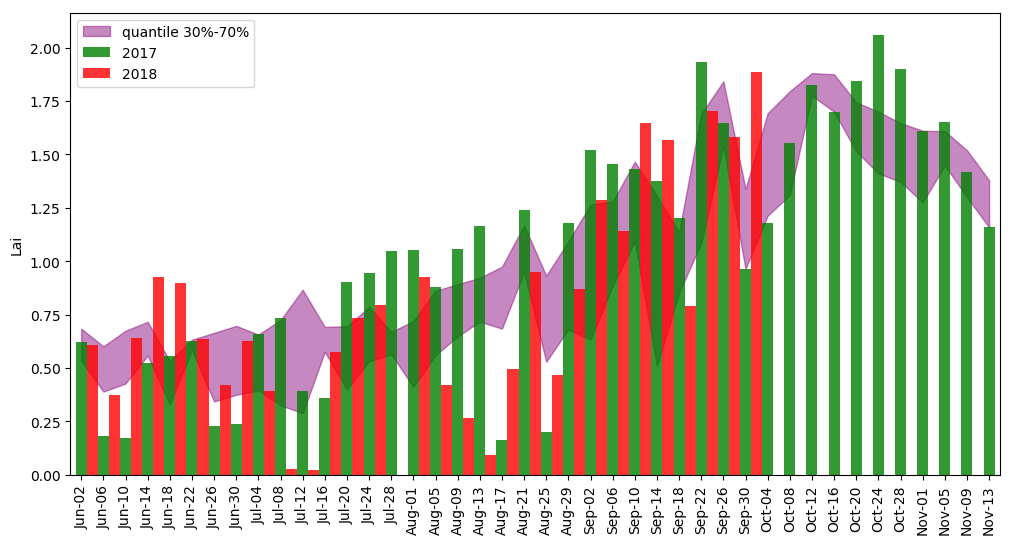 quantile 30%-70%
2017
2018
Lai
2.00
1.75
1.50
1.25
1.00
0.75
0.50
0.25
0.00
Jun-02
Jun-06
Jun-10
Jun-14
Jun-18
Jun-22
Jun-26
Jun-30
Jul-04
Jul-08
Jul-12
Jul-16
Jul-20
Jul-24
Jul-28
Aug-01
Aug-05
Aug-09
Aug-13
Aug-17
Aug-21
Aug-25
Aug-29
Sep-02
Sep-06
Sep-10
Sep-14
Sep-18
Sep-22
Sep-26
Sep-30
Oct-04
Oct-08
Oct-12
Oct-16
Oct-20
Oct-24
Oct-28
Nov-01
Nov-05
Nov-09
Nov-13